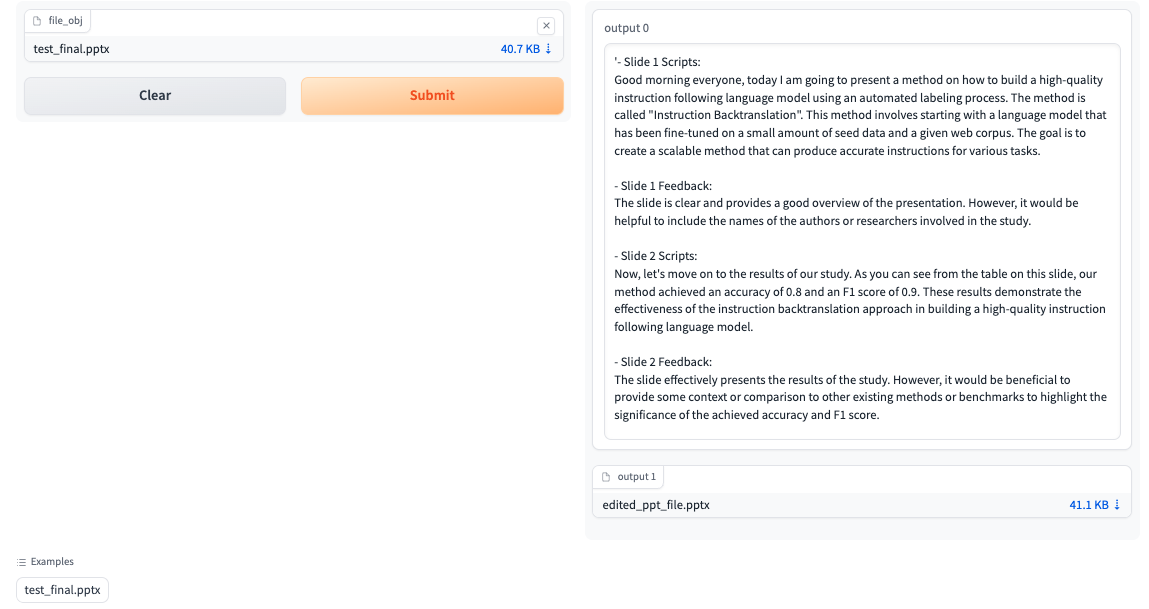 file_obj
test_final.pptx
40.7 KB ↓
Clear
Submit
output 0
'- Slide 1 Scripts:
Good morning everyone, today I am going to present a method on how to build a high-quality
instruction following language model using an automated labeling process. The method is
called "Instruction Backtranslation". This method involves starting with a language model that
has been fine-tuned on a small amount of seed data and a given web corpus. The goal is to
create a scalable method that can produce accurate instructions for various tasks.
- Slide 1 Feedback:
The slide is clear and provides a good overview of the presentation. However, it would be
helpful to include the names of the authors or researchers involved in the study.
- Slide 2 Scripts:
Now, let's move on to the results of our study. As you can see from the table on this slide, our
method achieved an accuracy of 0.8 and an F1 score of 0.9. These results demonstrate the
effectiveness of the instruction backtranslation approach in building a high-quality instruction
following language model.
- Slide 2 Feedback:
The slide effectively presents the results of the study. However, it would be beneficial to
provide some context or comparison to other existing methods or benchmarks to highlight the
significance of the achieved accuracy and F1 score.
output 1
edited_ppt_file.pptx
41.1 KB ↓
Examples
test_final.pptx